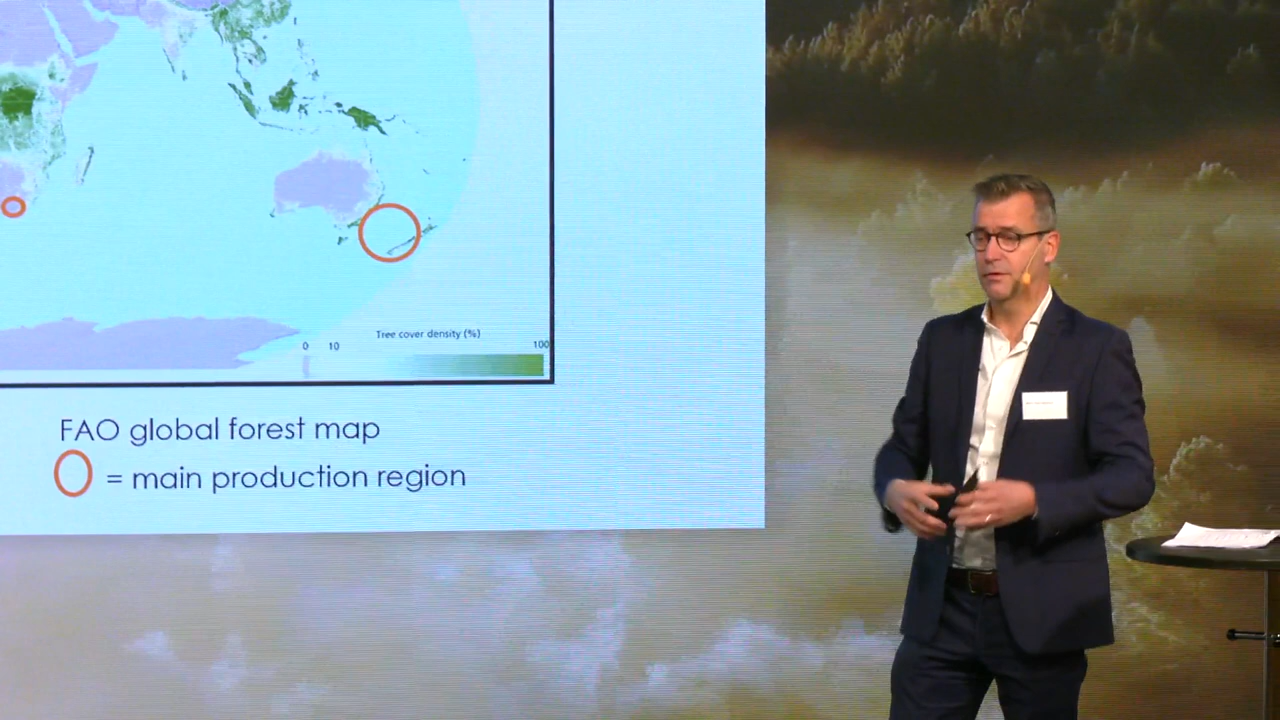 Tree cover density (%)
0 10 100
FAO global forest map
= main production region